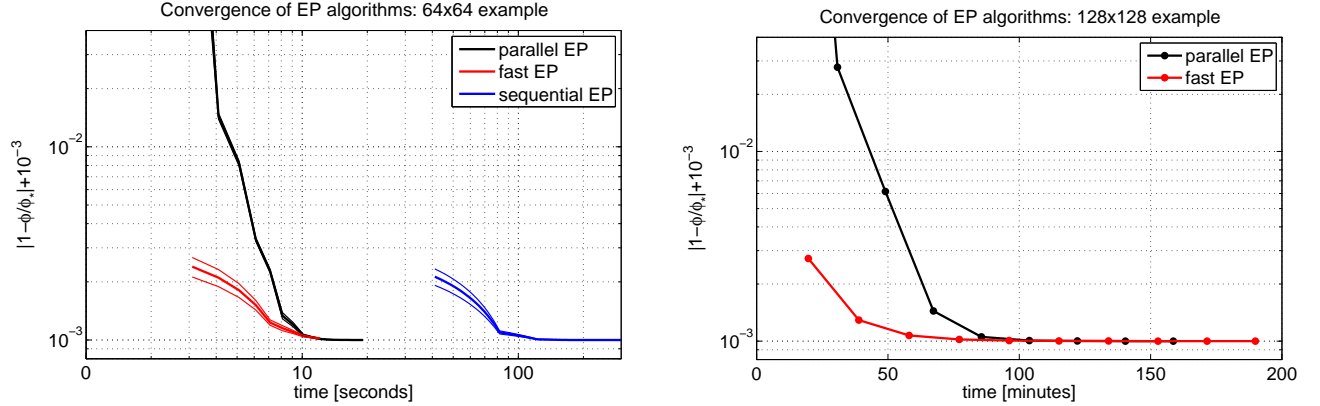 Convergence of EP algorithms: 64x64 example
parallel EP
fast EP
sequential EP
|1−ϕ/ϕ*|+10−3
10−2
10−3
0
10
100
time [seconds]
Convergence of EP algorithms: 128x128 example
parallel EP
fast EP
|1−ϕ/ϕ*|+10−3
10−2
10−3
0
50
100
150
200
time [minutes]